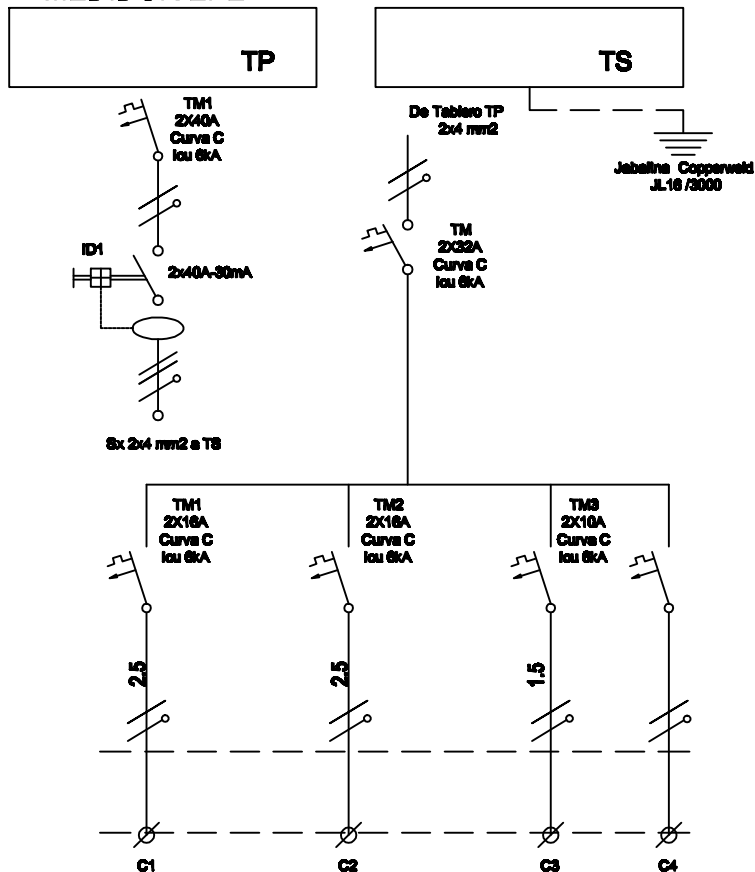 TP
TM1
2X40A
Curva C
Icu 6kA
ID1
2x40A-30mA
Sx 2x4 mm2 a TS
TS
De Tablero TP
2x4 mm2
Jabalina Copperweld
JL16 /3000
TM
2X32A
Curva C
Icu 6kA
TM1
2X16A
Curva C
Icu 6kA
TM2
2X16A
Curva C
Icu 6kA
TM3
2X10A
Curva C
Icu 6kA
2.5
2.5
1.5
C1
C2
C3
C4